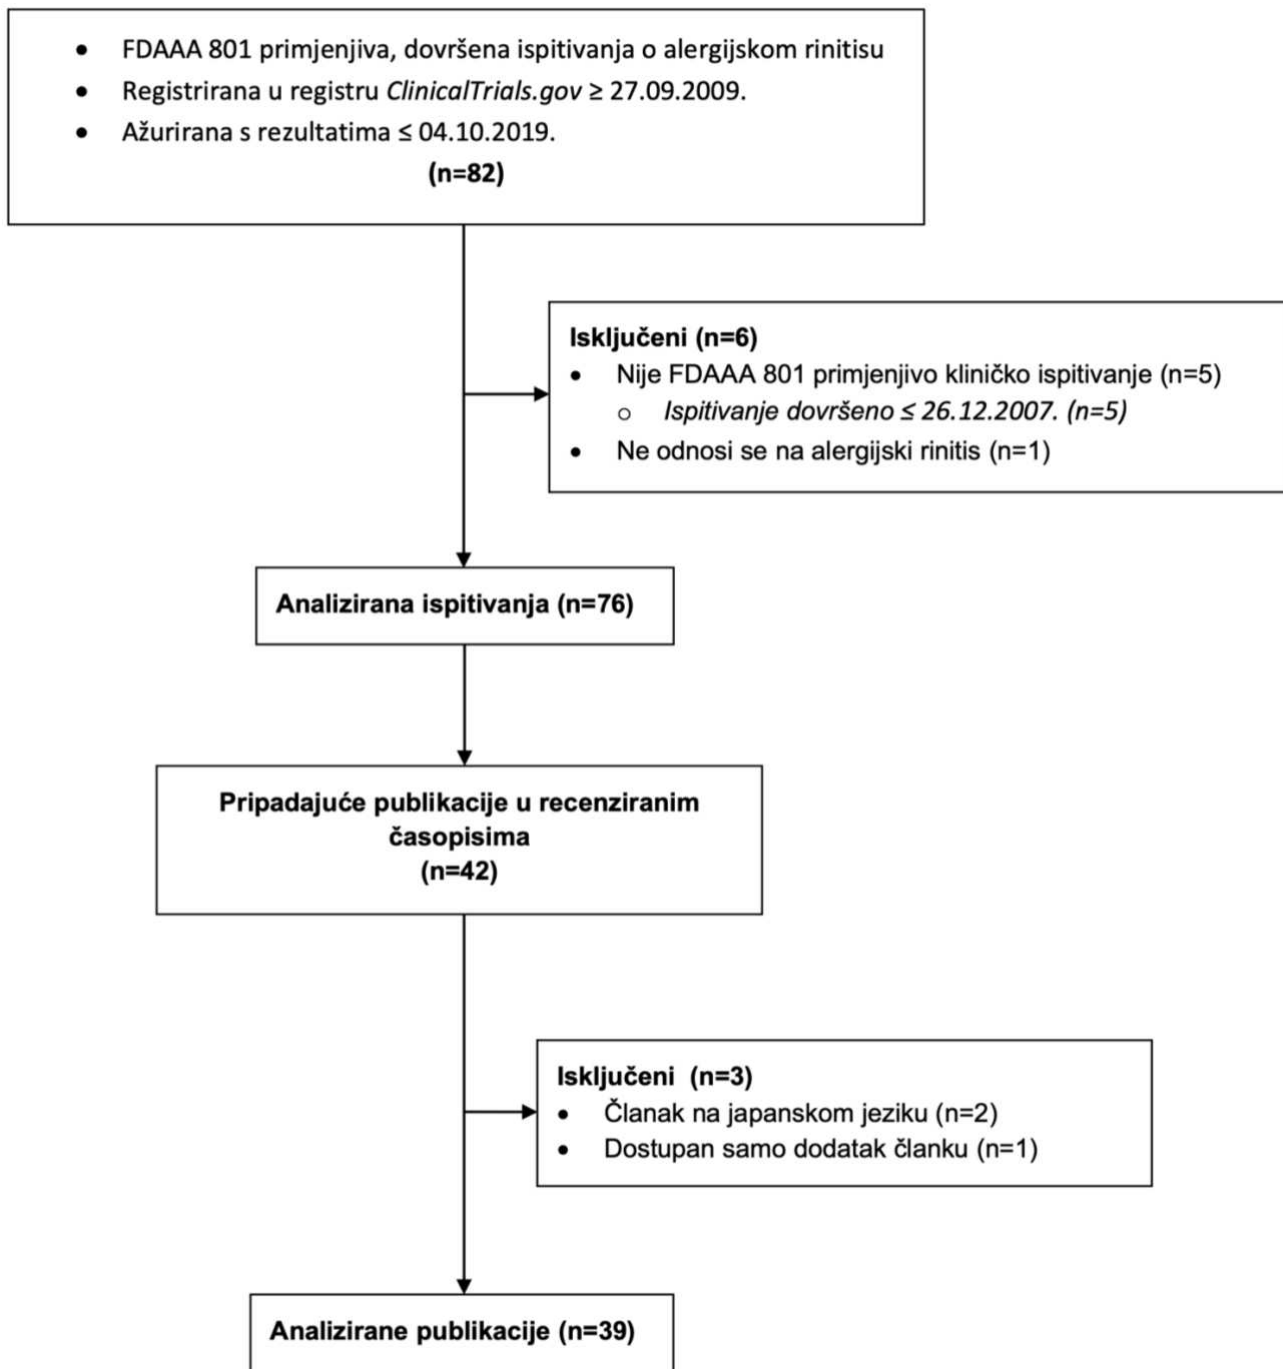 • FDAAA 801 primjenjiva, dovršena ispitivanja o alergijskom rinitisu
• Registrirana u registru ClinicalTrials.gov ≥ 27.09.2009.
• Ažurirana s rezultatima ≤ 04.10.2019.
(n=82)
Isključeni (n=6)
• Nije FDAAA 801 primjenjivo kliničko ispitivanje (n=5)
o Ispitivanje dovršeno ≤ 26.12.2007. (n=5)
• Ne odnosi se na alergijski rinitis (n=1)
Analizirana ispitivanja (n=76)
Pripadajuće publikacije u recenziranim
časopisima
(n=42)
Isključeni (n=3)
• Članak na japanskom jeziku (n=2)
• Dostupan samo dodatak članku (n=1)
Analizirane publikacije (n=39)